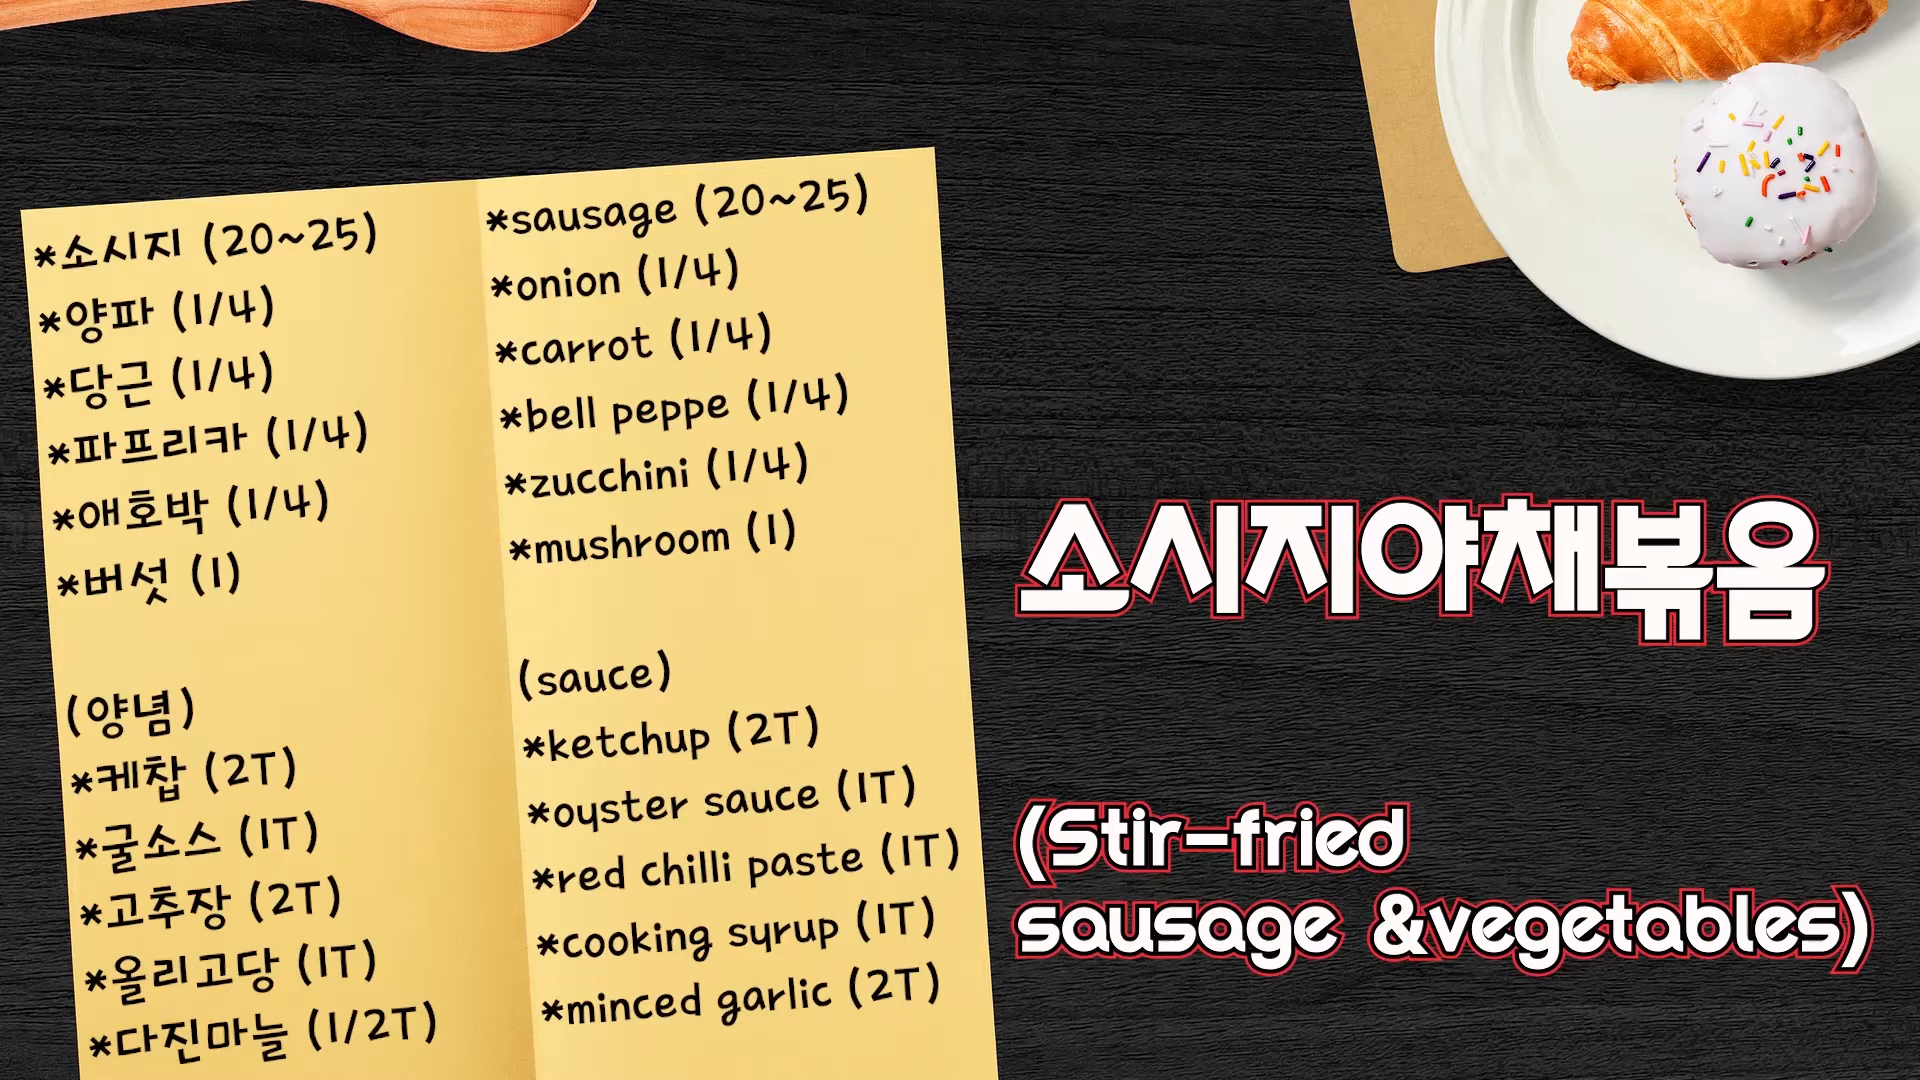 *소시지 (20~25)
*양파 (1/4)
*당근 (1/4)
*파프리카 (1/4)
*애호박 (1/4)
*버섯 (1)
(양념)
*케찹 (2T)
*굴소스 (1T)
*고추장 (2T)
*올리고당 (1T)
*다진마늘 (1/2T)
*sausage (20~25)
*onion (1/4)
*carrot (1/4)
*bell peppe (1/4)
*zucchini (1/4)
*mushroom (1)
(sauce)
*ketchup (2T)
*oyster sauce (1T)
*red chilli paste (1T)
*cooking syrup (1T)
*minced garlic (2T)
소시지야채볶음
(Stir-fried
sausage &vegetables)